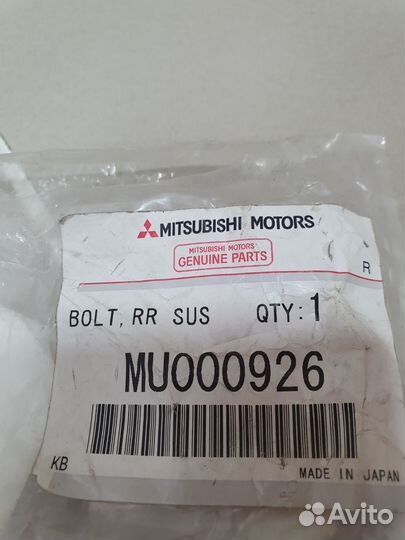 MITSUBISHI MOTORS
MITSUBISHI MOTORS
GENUINE PARTS
R
BOLT, RR SUS QTY: 1
MU000926
KB
MADE IN JAPAN
Avito